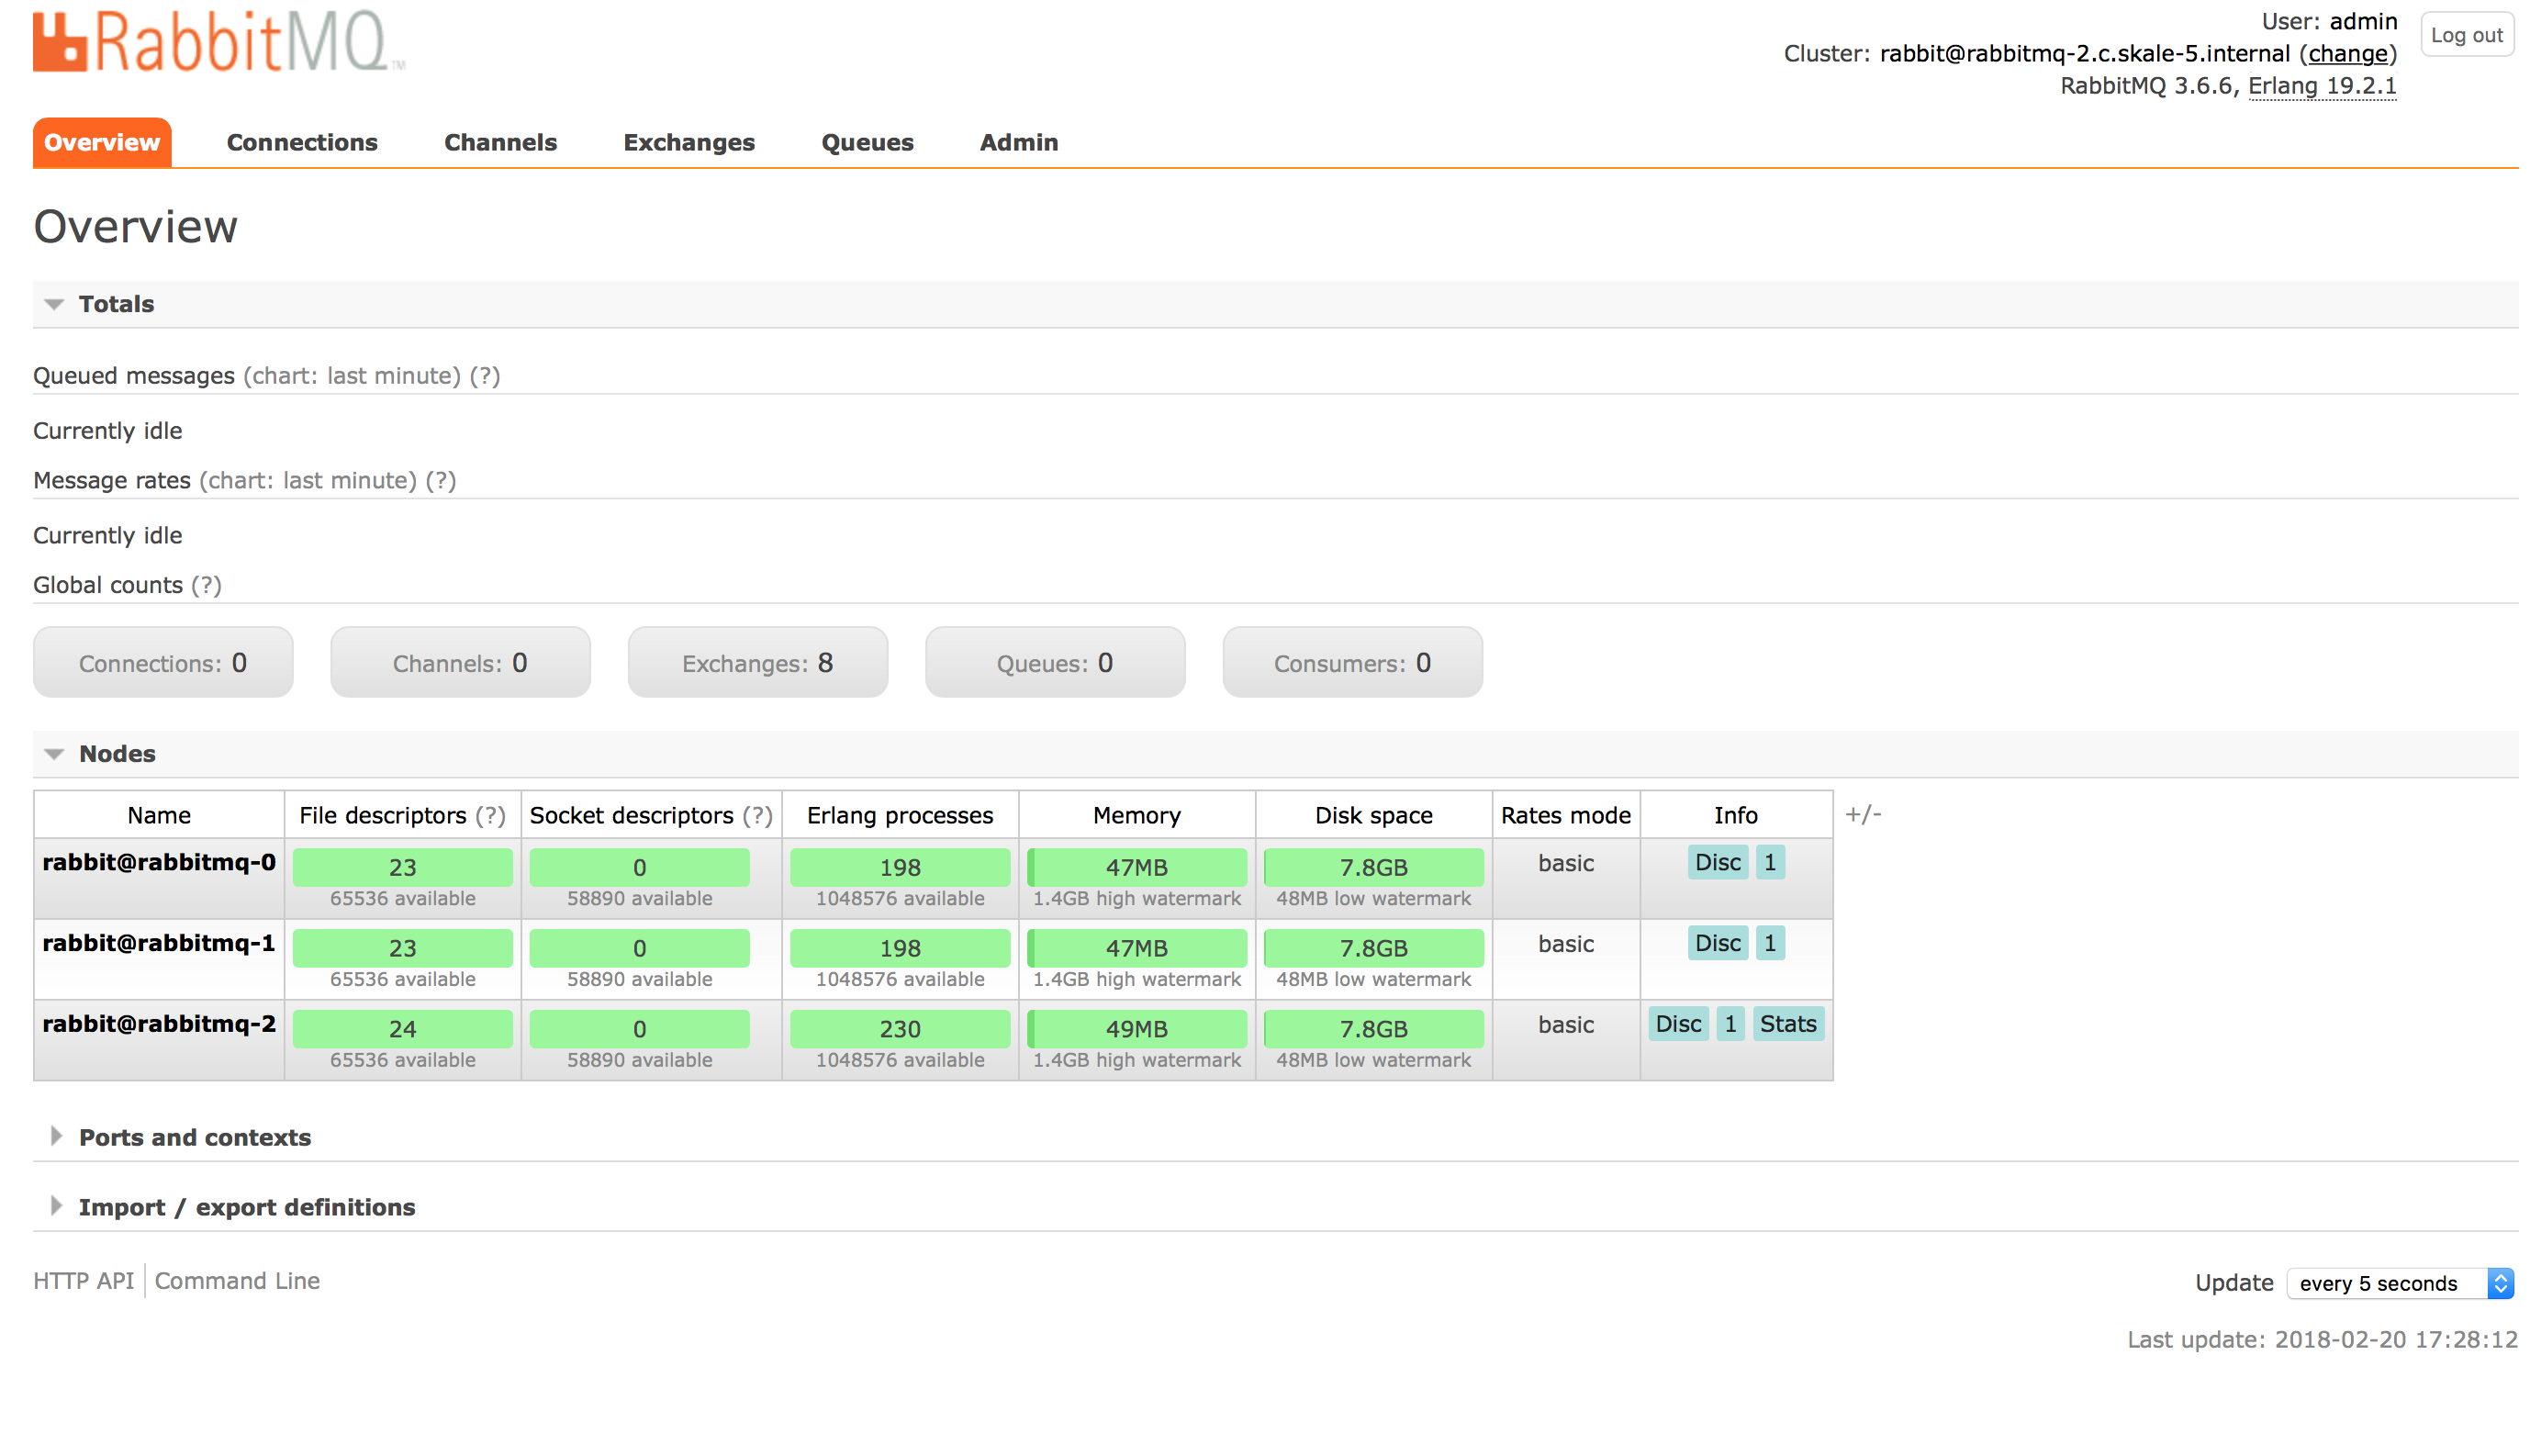 RabbitMQ™
User: admin
Log out
Cluster: rabbit@rabbitmq-2.c.skale-5.internal (change)
RabbitMQ 3.6.6, Erlang 19.2.1
Overview Connections Channels Exchanges Queues Admin
Overview
Totals
Queued messages (chart: last minute) (?)
Currently idle
Message rates (chart: last minute) (?)
Currently idle
Global counts (?)
Connections: 0 Channels: 0 Exchanges: 8 Queues: 0 Consumers: 0
Nodes
Name File descriptors (?) Socket descriptors (?) Erlang processes Memory Disk space Rates mode Info +/-
rabbit@rabbitmq-0 23 0 198 47MB 7.8GB basic Disc 1
65536 available 58890 available 1048576 available 1.4GB high watermark 48MB low watermark
rabbit@rabbitmq-1 23 0 198 47MB 7.8GB basic Disc 1
65536 available 58890 available 1048576 available 1.4GB high watermark 48MB low watermark
rabbit@rabbitmq-2 24 0 230 49MB 7.8GB basic Disc 1 Stats
65536 available 58890 available 1048576 available 1.4GB high watermark 48MB low watermark
Ports and contexts
Import / export definitions
HTTP API Command Line
Update every 5 seconds
Last update: 2018-02-20 17:28:12